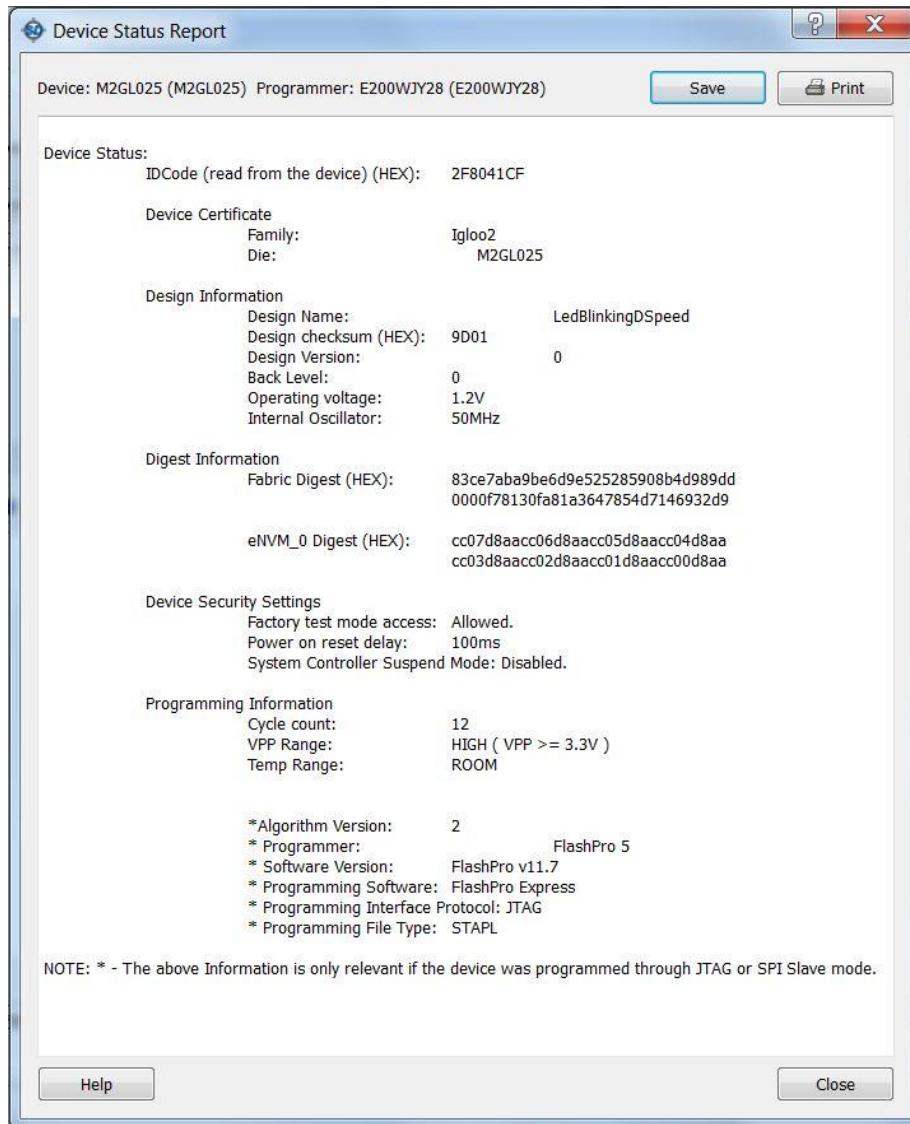 Device Status Report
Device: M2GL025 (M2GL025) Programmer: E200WJY28 (E200WJY28) Save Print
Device Status:
IDCode (read from the device) (HEX): 2F8041CF
Device Certificate
Family: Igloo2
Die: M2GL025
Design Information
Design Name: LedBlinkingDSpeed
Design checksum (HEX): 9D01
Design Version: 0
Back Level: 0
Operating voltage: 1.2V
Internal Oscillator: 50MHz
Digest Information
Fabric Digest (HEX): 83ce7aba9be6d9e525285908b4d989dd
0000f78130fa81a3647854d7146932d9
eNVM_0 Digest (HEX): cc07d8aacc06d8aacc05d8aacc04d8aa
cc03d8aacc02d8aacc01d8aacc00d8aa
Device Security Settings
Factory test mode access: Allowed.
Power on reset delay: 100ms
System Controller Suspend Mode: Disabled.
Programming Information
Cycle count: 12
VPP Range: HIGH ( VPP >= 3.3V )
Temp Range: ROOM
*Algorithm Version: 2
* Programmer: FlashPro 5
* Software Version: FlashPro v11.7
* Programming Software: FlashPro Express
* Programming Interface Protocol: JTAG
* Programming File Type: STAPL
NOTE: * - The above Information is only relevant if the device was programmed through JTAG or SPI Slave mode.
Help Close